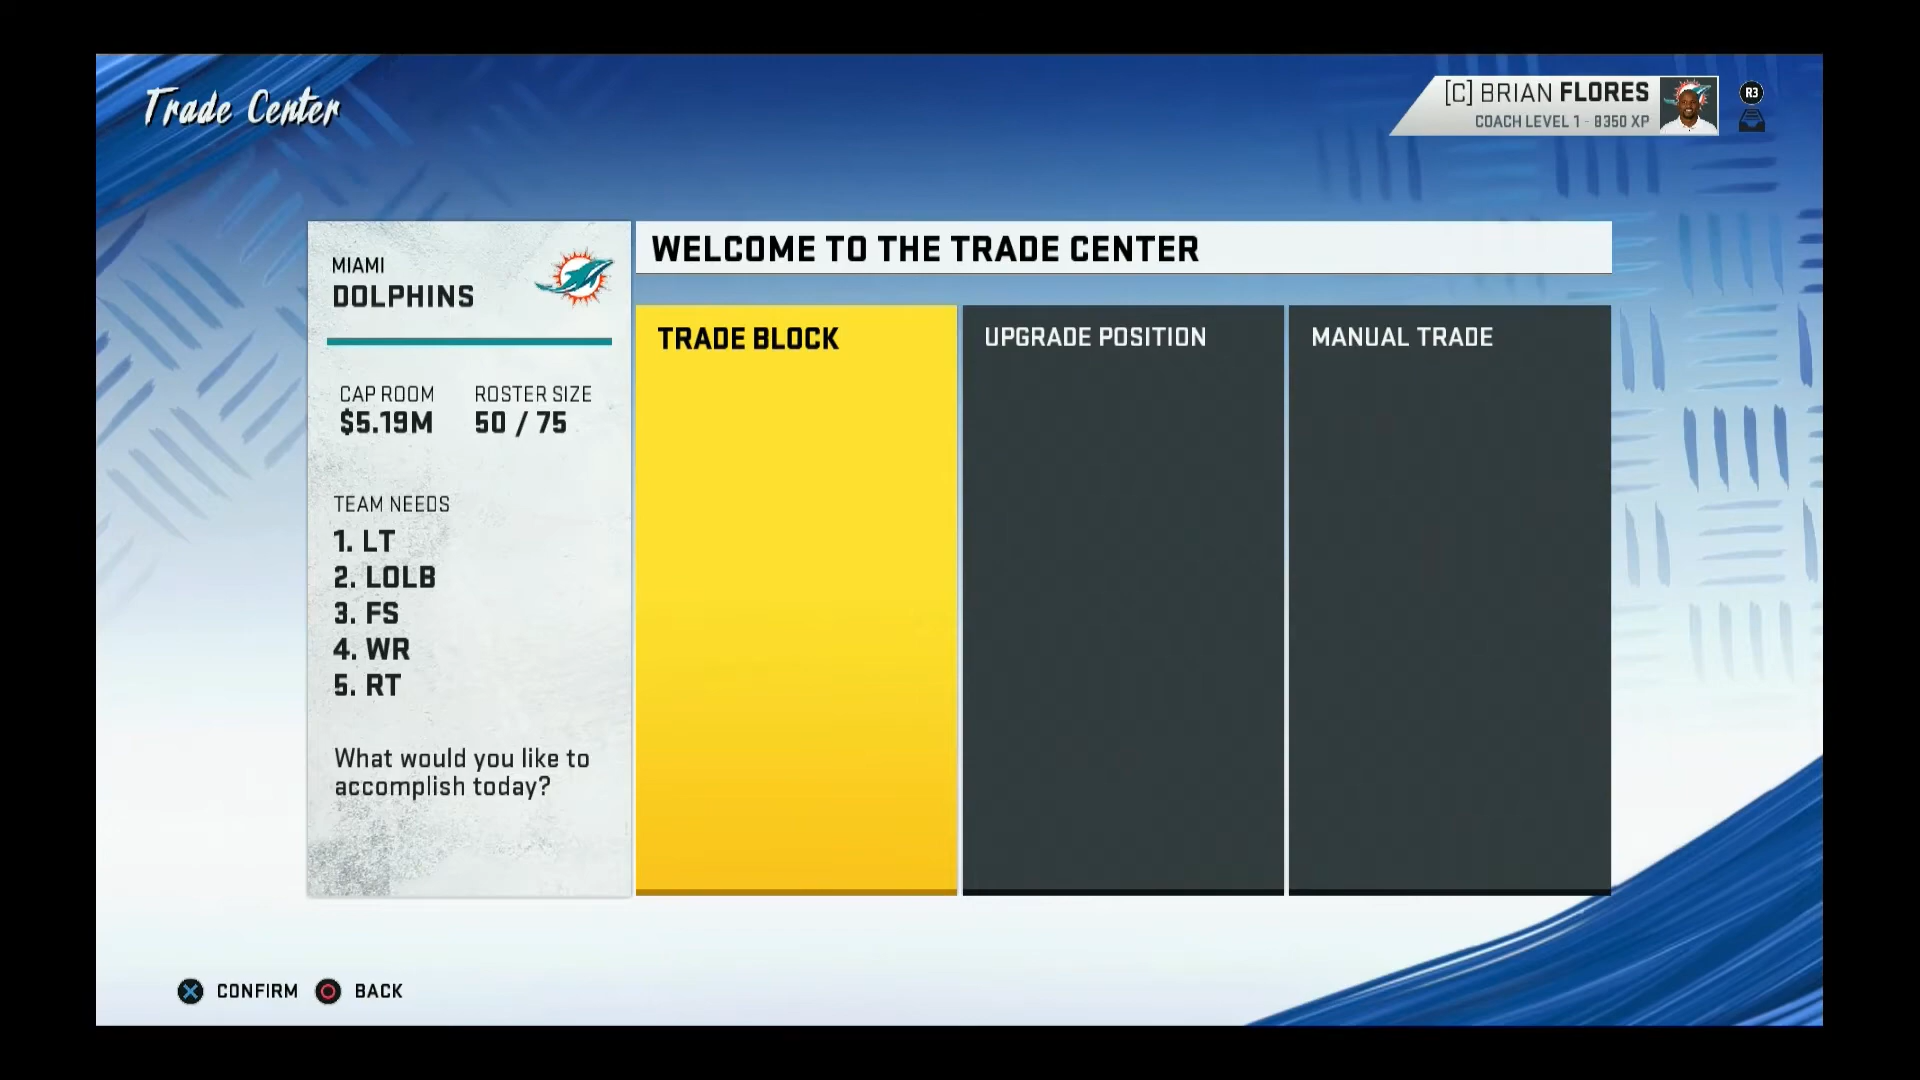 Trade Center
[C] BRIAN FLORES
COACH LEVEL 1 - 8350 XP
R3
MIAMI
DOLPHINS
CAP ROOM ROSTER SIZE
$5.19M 50 / 75
TEAM NEEDS
1. LT
2. LOLB
3. FS
4. WR
5. RT
What would you like to
accomplish today?
WELCOME TO THE TRADE CENTER
TRADE BLOCK
UPGRADE POSITION
MANUAL TRADE
CONFIRM BACK